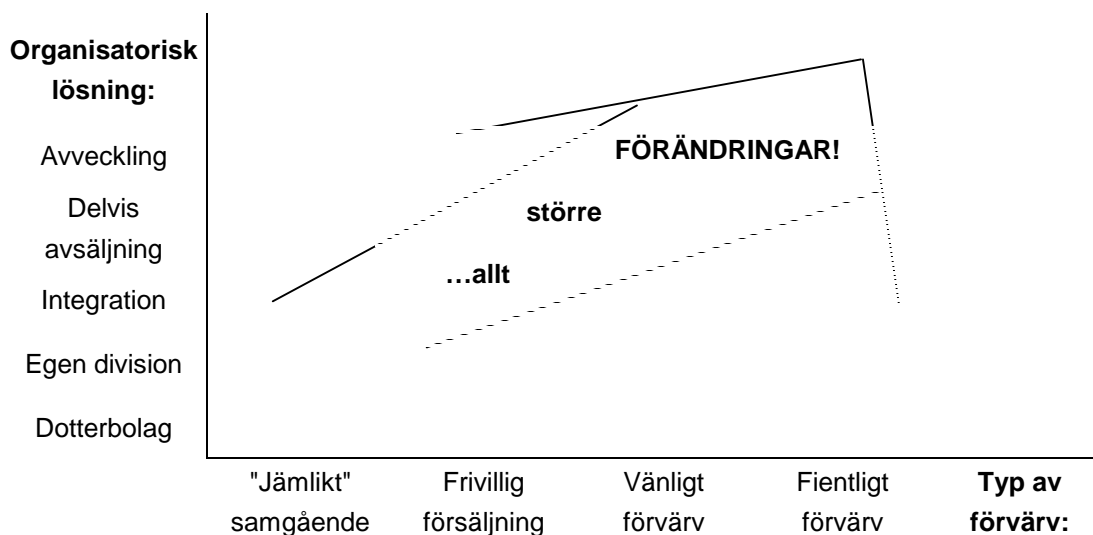 Organisatorisk
lösning:
Avveckling
Delvis
avsäljning
Integration
Egen division
Dotterbolag
FÖRÄNDRINGAR!
större
…allt
"Jämlikt"
samgående
Frivillig
försäljning
Vänligt
förvärv
Fientligt
förvärv
Typ av
förvärv: